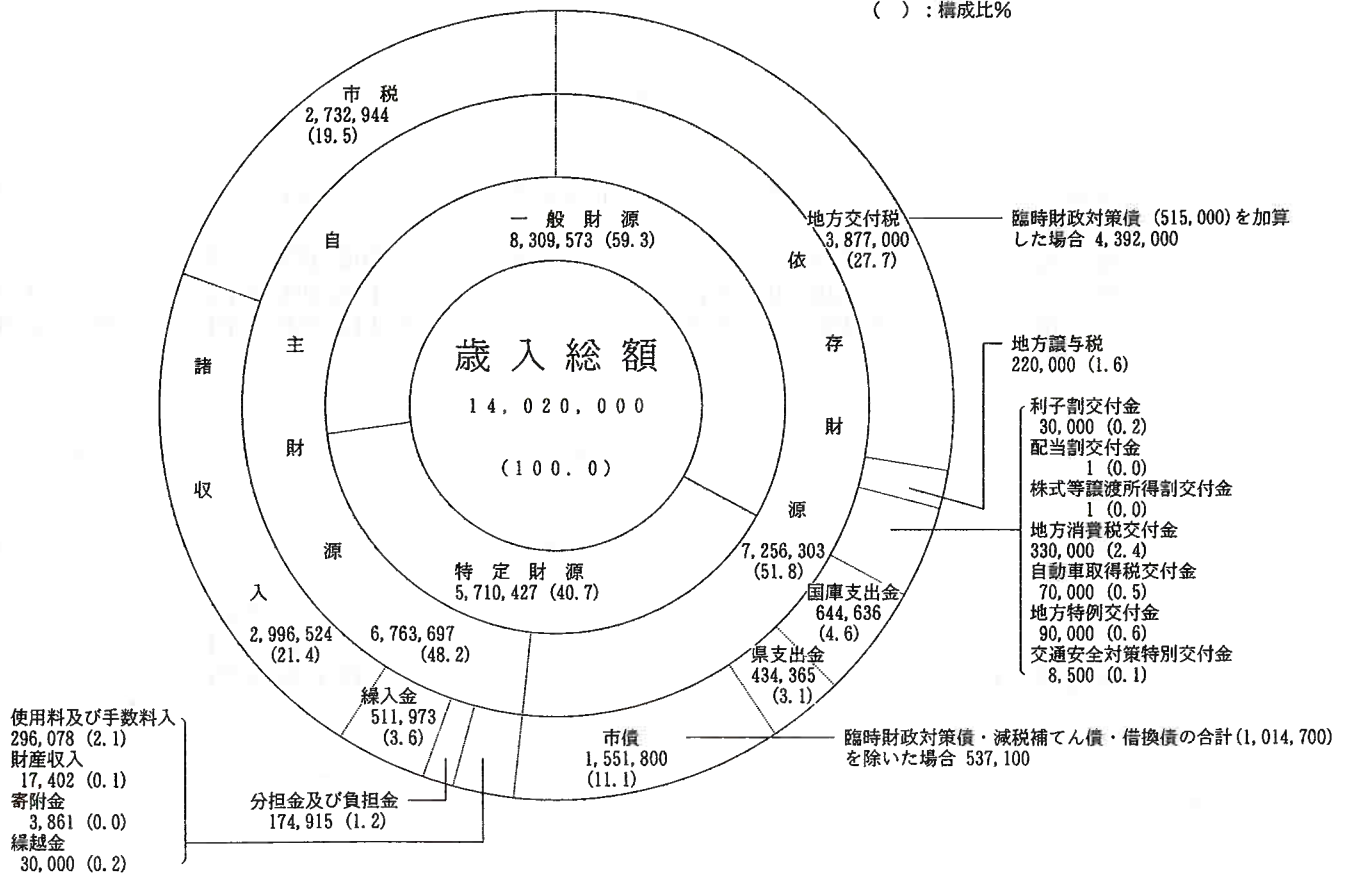 （　）：構成比%
市　税
2,732,944
(19.5)
一　般　財　源
8,309,573 (59.3)
地方交付税
3,877,000
(27.7)
臨時財政対策債 (515,000)を加算
した場合 4,392,000
自主財源
6,763,697
(48.2)
依存財源
7,256,303
(51.8)
歳入総額
14,020,000
(100.0)
地方譲与税
220,000 (1.6)
利子割交付金
30,000 (0.2)
配当割交付金
1 (0.0)
株式等譲渡所得割交付金
1 (0.0)
地方消費税交付金
330,000 (2.4)
自動車取得税交付金
70,000 (0.5)
地方特例交付金
90,000 (0.6)
交通安全対策特別交付金
8,500 (0.1)
特　定　財　源
5,710,427 (40.7)
国庫支出金
644,636
(4.6)
県支出金
434,365
(3.1)
諸収入
2,996,524
(21.4)
繰入金
511,973
(3.6)
市債
1,551,800
(11.1)
臨時財政対策債・減税補てん債・借換債の合計(1,014,700)
を除いた場合 537,100
分担金及び負担金
174,915 (1.2)
使用料及び手数料入
296,078 (2.1)
財産収入
17,402 (0.1)
寄附金
3,861 (0.0)
繰越金
30,000 (0.2)